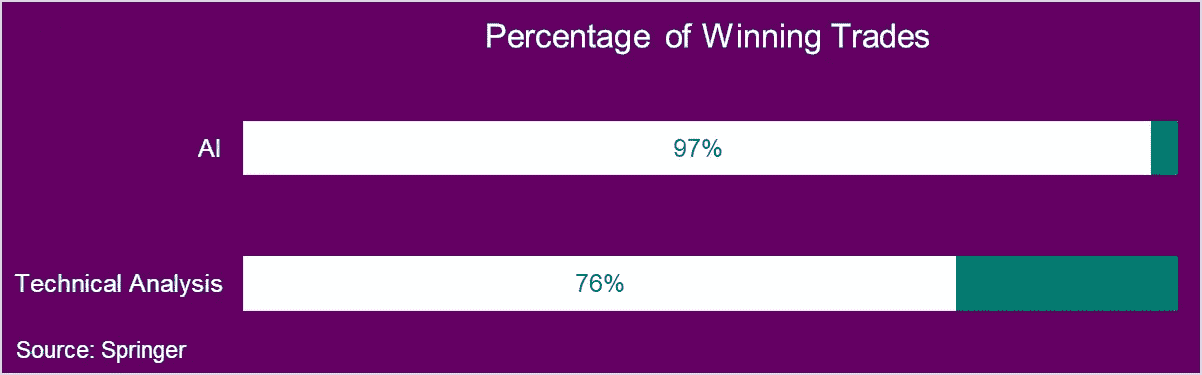 Percentage of Winning Trades
AI
97%
Technical Analysis
76%
Source: Springer